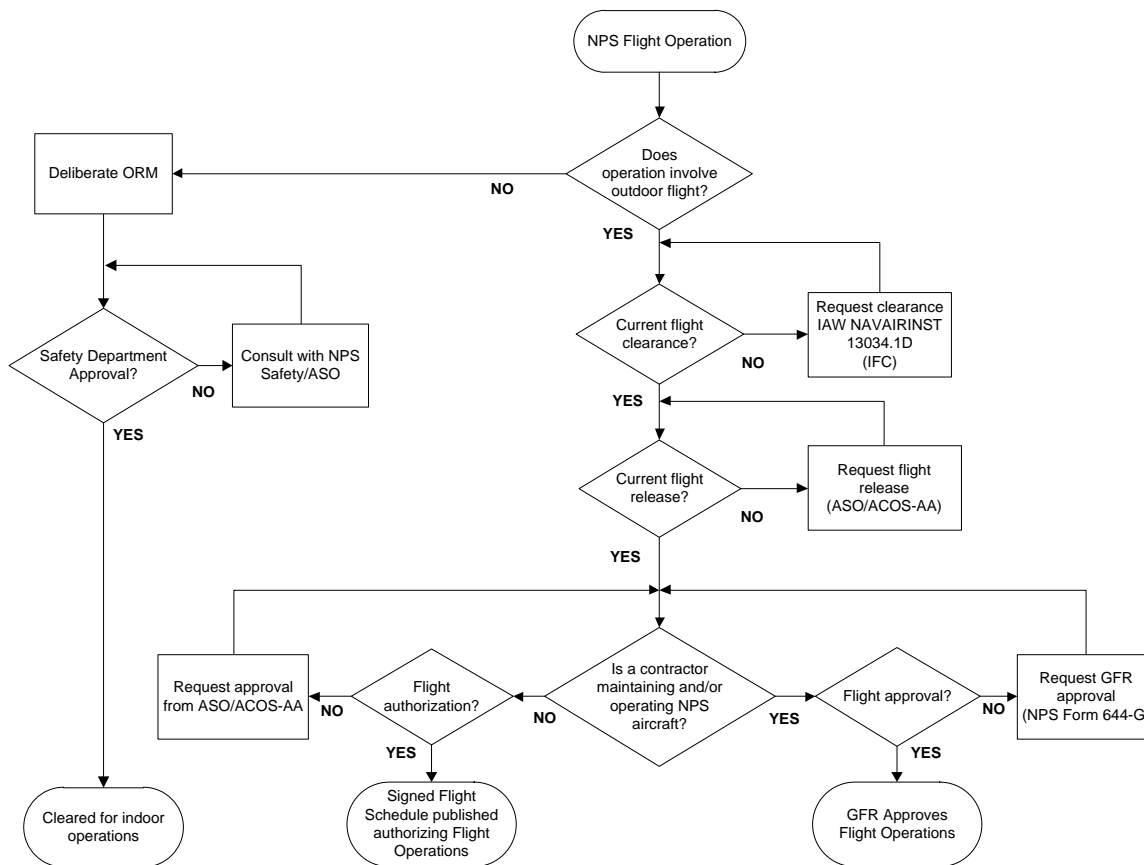 NPS Flight Operation
Does
operation involve
outdoor flight?
NO
YES
Deliberate ORM
Safety Department
Approval?
NO
YES
Consult with NPS
Safety/ASO
Current flight
clearance?
NO
YES
Request clearance
IAW NAVAIRINST
13034.1D
(IFC)
Current flight
release?
NO
YES
Request flight
release
(ASO/ACOS-AA)
Is a contractor
maintaining and/or
operating NPS
aircraft?
NO
YES
Flight
authorization?
NO
YES
Request approval
from ASO/ACOS-AA
Flight approval?
NO
YES
Request GFR
approval
(NPS Form 644-G
Cleared for indoor
operations
Signed Flight
Schedule published
authorizing Flight
Operations
GFR Approves
Flight Operations